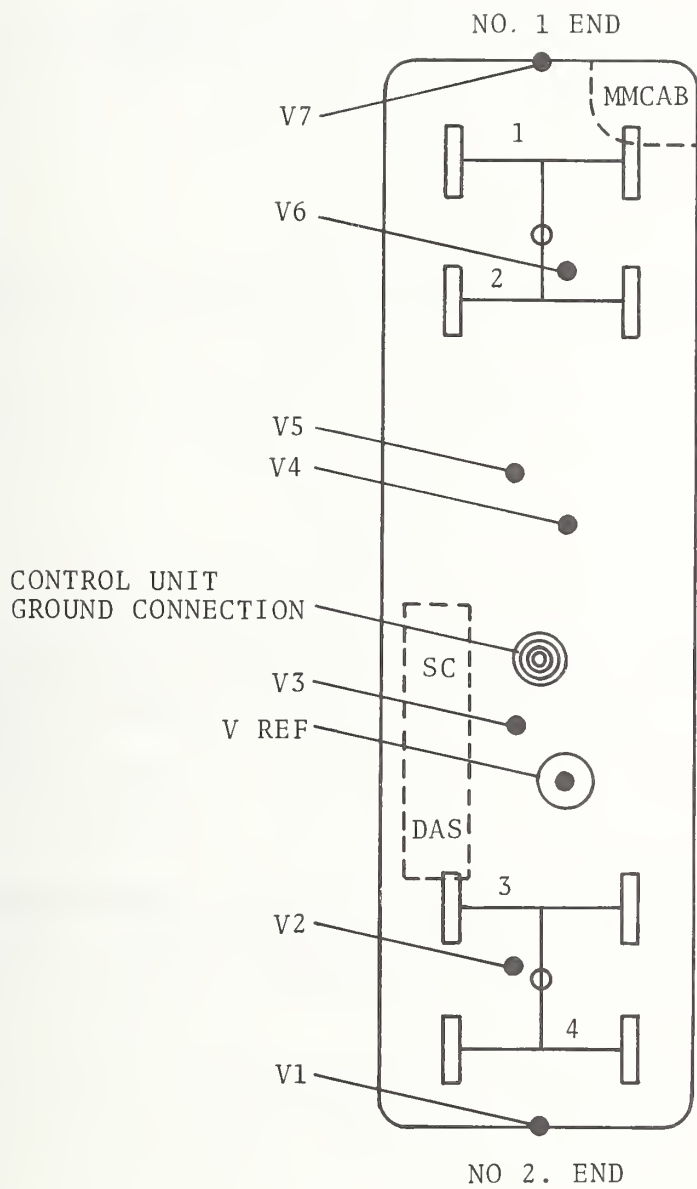 NO. 1 END
MMCAB
V7
1
V6
2
V5
V4
CONTROL UNIT
GROUND CONNECTION
SC
V3
V REF
DAS
3
V2
4
V1
NO 2. END